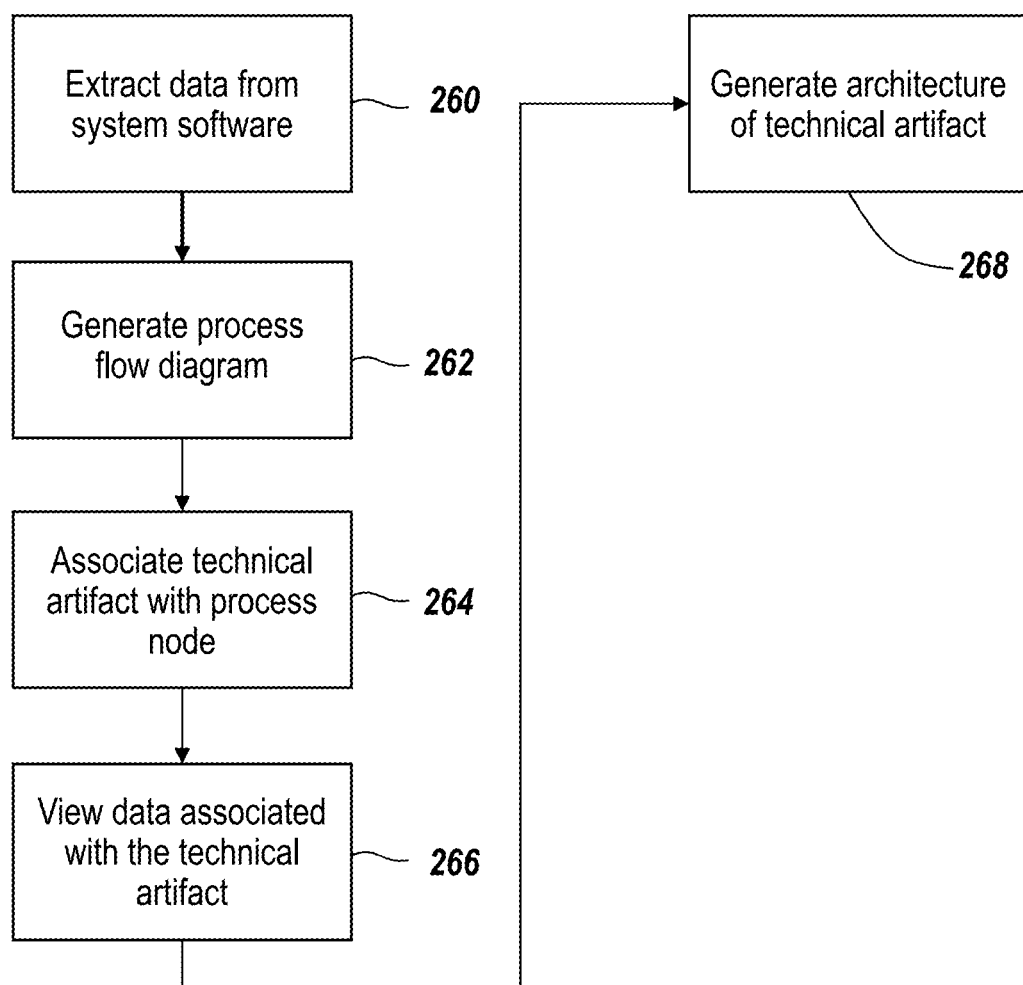 Extract data from
system software
260
Generate process
flow diagram
262
Associate technical
artifact with process
node
264
View data associated
with the technical
artifact
266
Generate architecture
of technical artifact
268